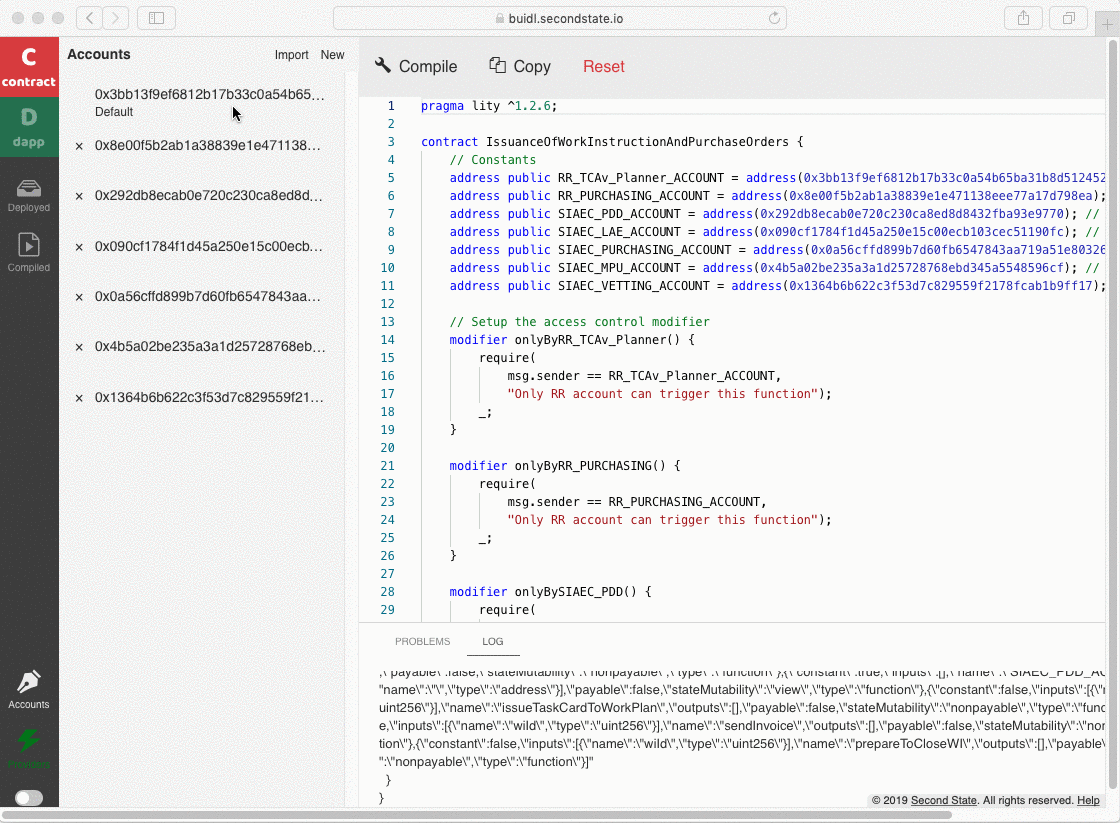 buidl.secondstate.io
C
contract
D
dapp
Deployed
Compiled
Accounts
Providers
Accounts
Import New
0x3bb13f9ef6812b17b33c0a54b65...
Default
× 0x8e00f5b2ab1a38839e1e471138...
× 0x292db8ecab0e720c230ca8ed8d...
× 0x090cf1784f1d45a250e15c00ecb...
× 0x0a56cffd899b7d60fb6547843aa...
× 0x4b5a02be235a3a1d25728768eb...
× 0x1364b6b622c3f53d7c829559f21...
Compile Copy Reset
1 pragma lity ^1.2.6;
2
3 contract IssuanceOfWorkInstructionAndPurchaseOrders {
4 // Constants
5 address public RR_TCAv_Planner_ACCOUNT = address(0x3bb13f9ef6812b17b33c0a54b65ba31b8d512452
6 address public RR_PURCHASING_ACCOUNT = address(0x8e00f5b2ab1a38839e1e471138eee77a17d798ea);
7 address public SIAEC_PDD_ACCOUNT = address(0x292db8ecab0e720c230ca8ed8d8432fba93e9770); //
8 address public SIAEC_LAE_ACCOUNT = address(0x090cf1784f1d45a250e15c00ecb103cec51190fc); //
9 address public SIAEC_PURCHASING_ACCOUNT = address(0x0a56cffd899b7d60fb6547843aa719a51e80326
10 address public SIAEC_MPU_ACCOUNT = address(0x4b5a02be235a3a1d25728768ebd345a5548596cf); //
11 address public SIAEC_VETTING_ACCOUNT = address(0x1364b6b622c3f53d7c829559f2178fcab1b9ff17);
12
13 // Setup the access control modifier
14 modifier onlyByRR_TCAv_Planner() {
15 require(
16 msg.sender == RR_TCAv_Planner_ACCOUNT,
17 "Only RR account can trigger this function");
18 _;
19 }
20
21 modifier onlyByRR_PURCHASING() {
22 require(
23 msg.sender == RR_PURCHASING_ACCOUNT,
24 "Only RR account can trigger this function");
25 _;
26 }
27
28 modifier onlyBySIAEC_PDD() {
29 require(
PROBLEMS LOG
,\"payable\":false,\"stateMutability\":\"nonpayable\",\"type\":\"function\"},{\"constant\":true,\"inputs\":[],\"name\":\"SIAEC_PDD_AC
"name\":\"\",\"type\":\"address\"}],\"payable\":false,\"stateMutability\":\"view\",\"type\":\"function\"},{\"constant\":false,\"inputs\":[{\"n
uint256\"}],\"name\":\"issueTaskCardToWorkPlan\",\"outputs\":[],\"payable\":false,\"stateMutability\":\"nonpayable\",\"type\":\"func
e,\"inputs\":[{\"name\":\"wiId\",\"type\":\"uint256\"}],\"name\":\"sendInvoice\",\"outputs\":[],\"payable\":false,\"stateMutability\":\"nor
tion\"},{\"constant\":false,\"inputs\":[{\"name\":\"wiId\",\"type\":\"uint256\"}],\"name\":\"prepareToCloseWI\",\"outputs\":[],\"payable\
":\"nonpayable\",\"type\":\"function\"}]"
}
}
© 2019 Second State. All rights reserved. Help